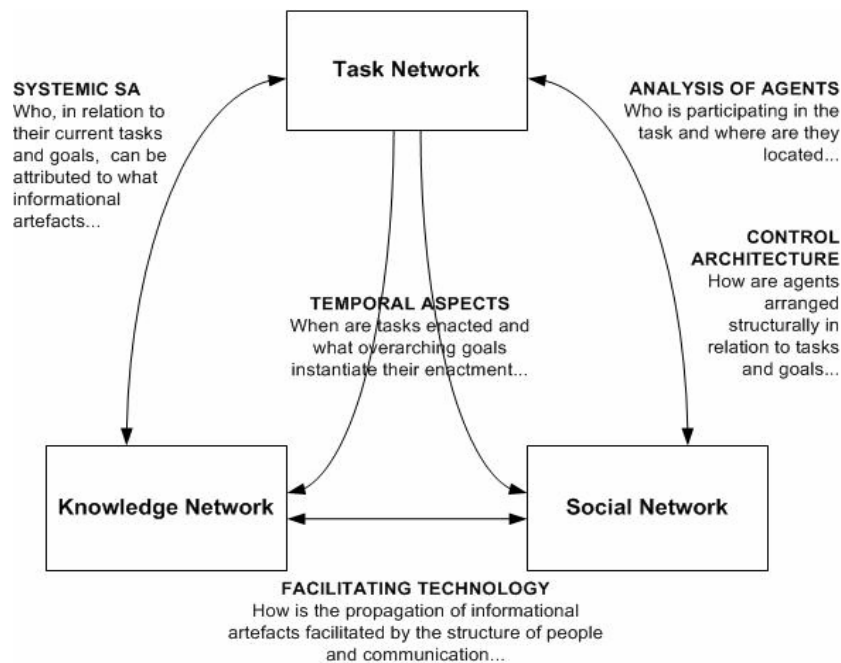 Task Network
SYSTEMIC SA
Who, in relation to
their current tasks
and goals,  can be
attributed to what
informational
artefacts...
ANALYSIS OF AGENTS
Who is participating in the
task and where are they
located...
CONTROL
ARCHITECTURE
How are agents
arranged
structurally in
relation to tasks
and goals...
TEMPORAL ASPECTS
When are tasks enacted and
what overarching goals
instantiate their enactment...
Knowledge Network
Social Network
FACILITATING TECHNOLOGY
How is the propagation of informational
artefacts facilitated by the structure of people
and communication...